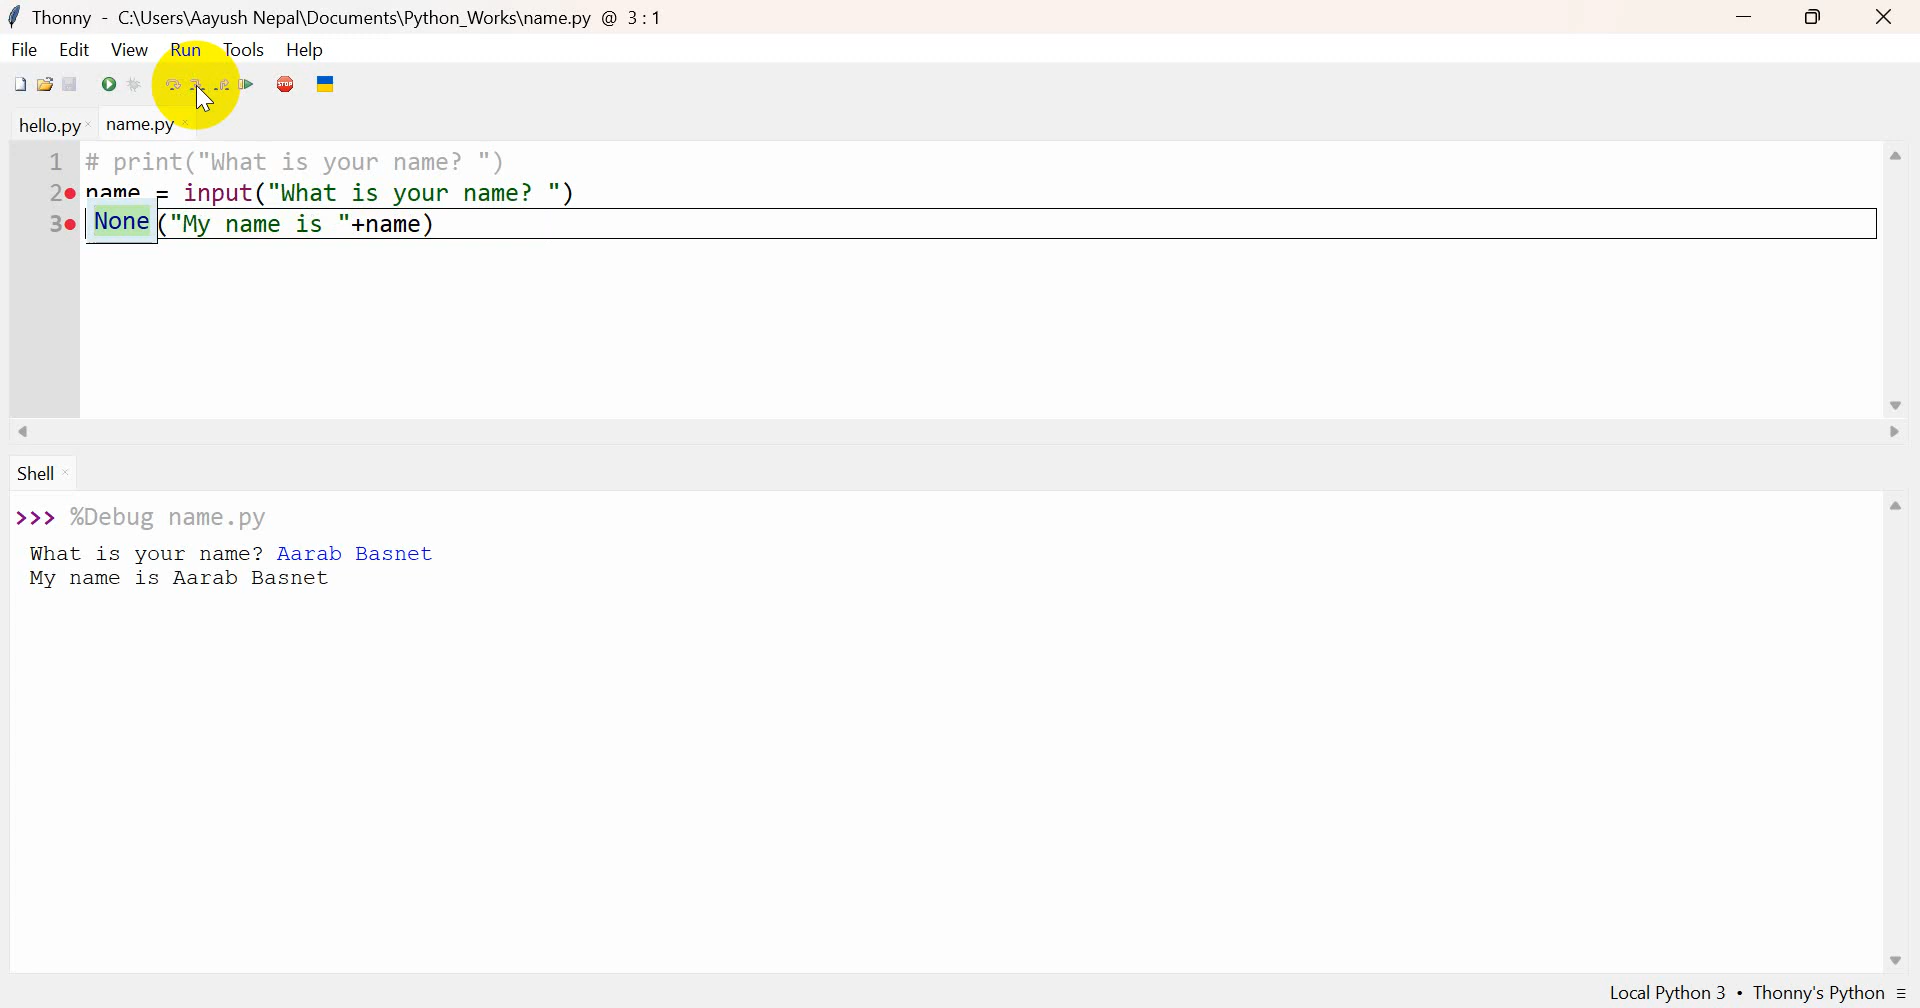 Thonny - C:\Users\Aayush Nepal\Documents\Python_Works\name.py @ 3 : 1
File Edit View Run Tools Help
STOP
hello.py × name.py ×
1 # print("What is your name? ")
2 name = input("What is your name? ")
3 None("My name is "+name)
Shell ×
>>> %Debug name.py
What is your name? Aarab Basnet
My name is Aarab Basnet
Local Python 3 • Thonny's Python ≡